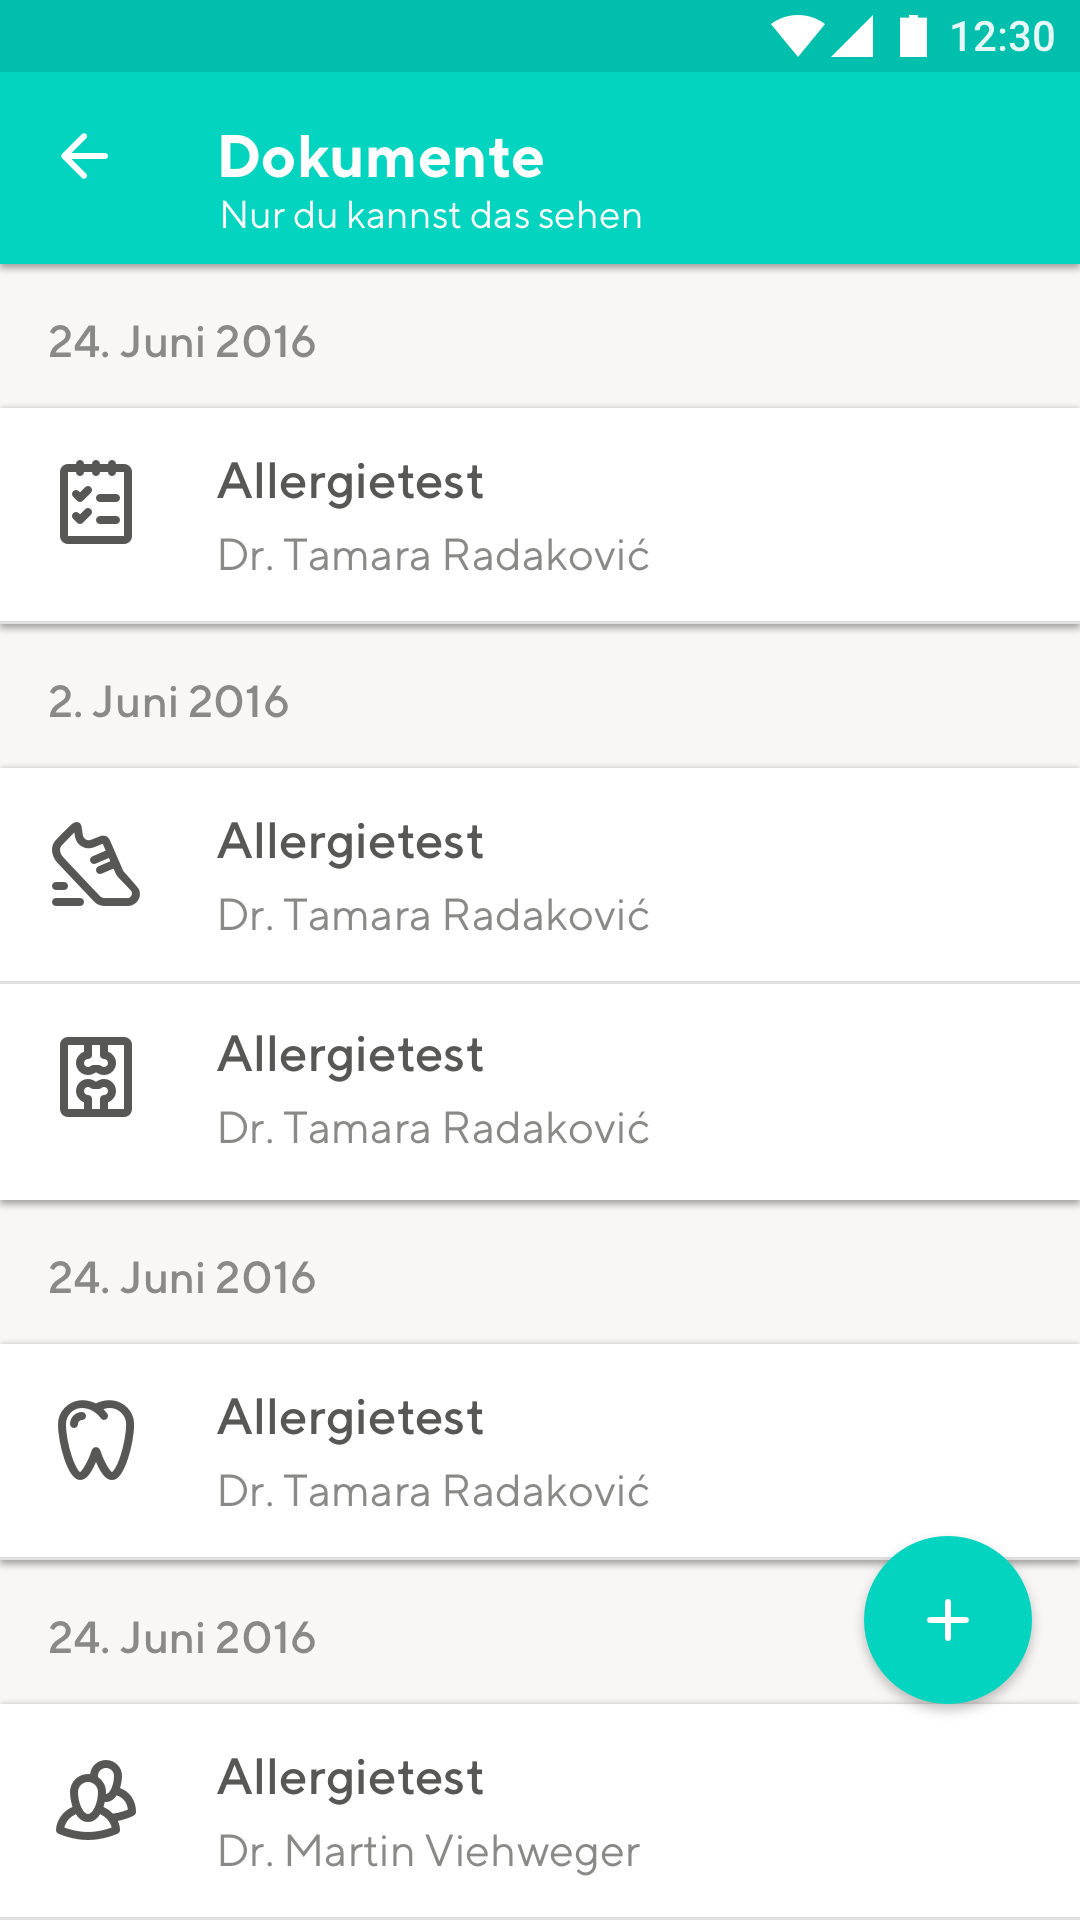 12:30
Dokumente
Nur du kannst das sehen
24. Juni 2016
Allergietest
Dr. Tamara Radaković
2. Juni 2016
Allergietest
Dr. Tamara Radaković
Allergietest
Dr. Tamara Radaković
24. Juni 2016
Allergietest
Dr. Tamara Radaković
24. Juni 2016
Allergietest
Dr. Martin Viehweger